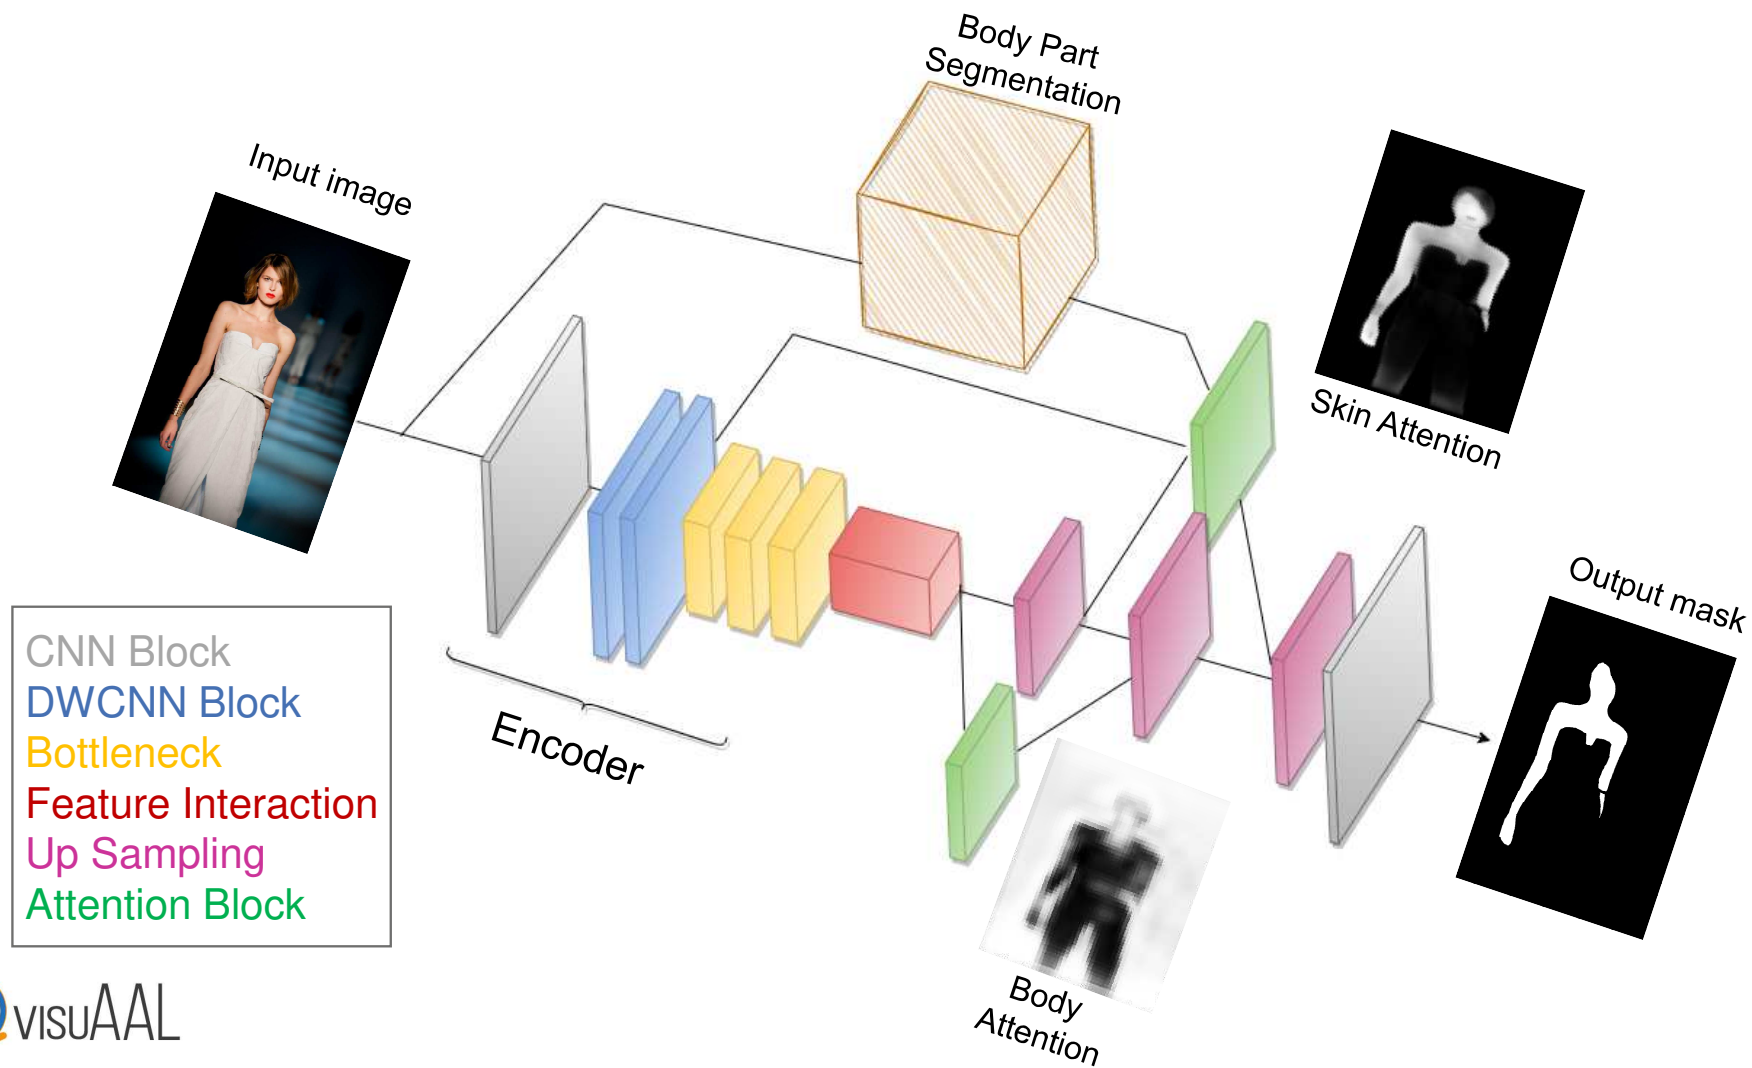 Body Part
Segmentation
Input image
Skin Attention
Output mask
Encoder
CNN Block
DWCNN Block
Bottleneck
Feature Interaction
Up Sampling
Attention Block
Body
Attention
visuAAL